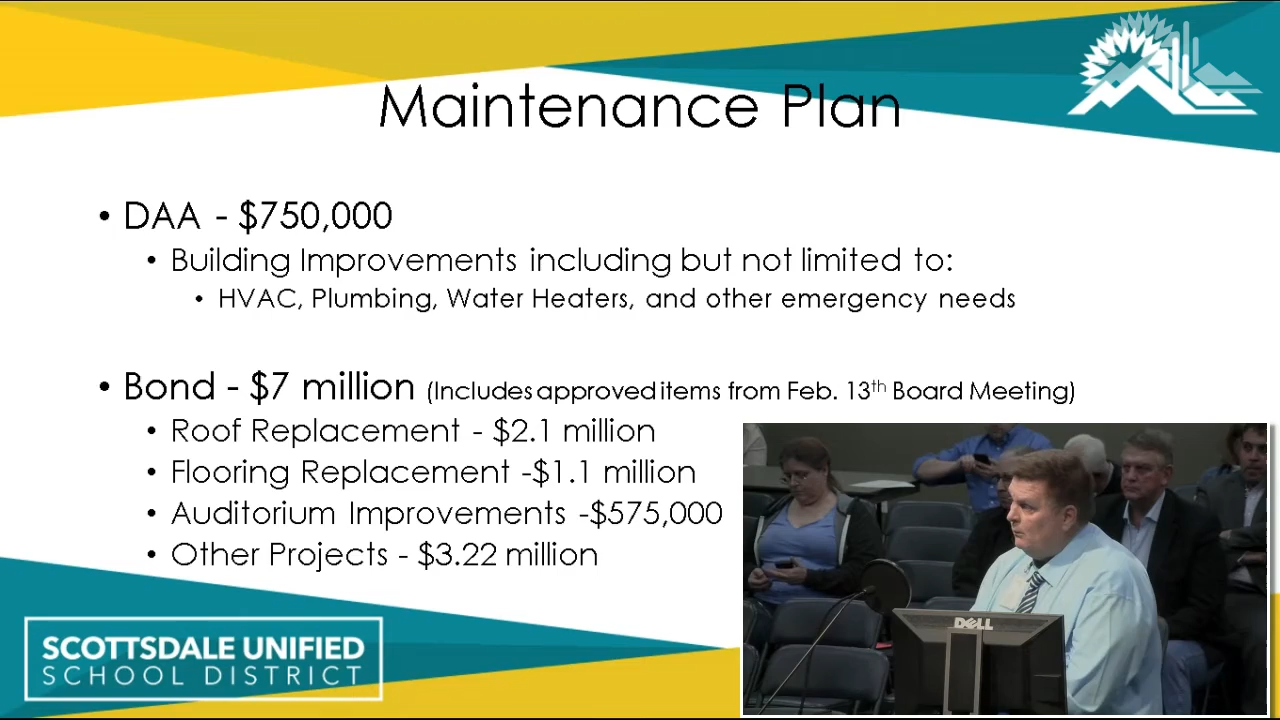 Maintenance Plan
• DAA - $750,000
• Building Improvements including but not limited to:
• HVAC, Plumbing, Water Heaters, and other emergency needs
• Bond - $7 million (Includes approved items from Feb. 13th Board Meeting)
• Roof Replacement - $2.1 million
• Flooring Replacement -$1.1 million
• Auditorium Improvements -$575,000
• Other Projects - $3.22 million
DELL
SCOTTSDALE UNIFIED
SCHOOL DISTRICT